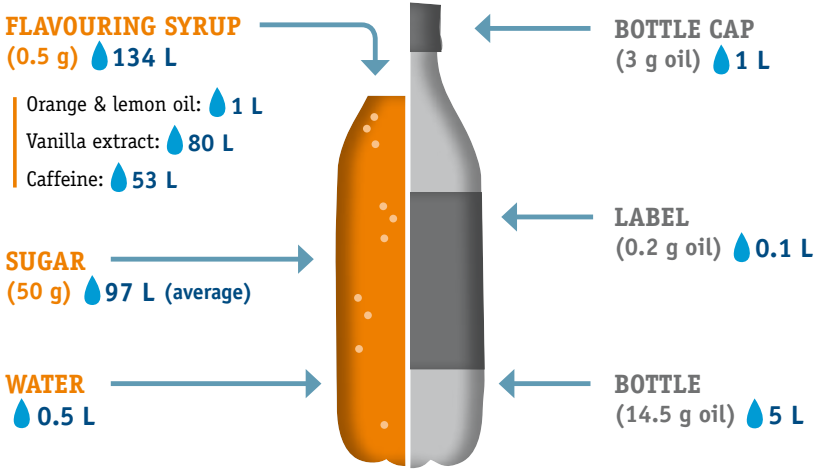 FLAVOURING SYRUP
(0.5 g) 134 L
Orange & lemon oil: 1 L
Vanilla extract: 80 L
Caffeine: 53 L
SUGAR
(50 g) 97 L (average)
WATER
0.5 L
BOTTLE CAP
(3 g oil) 1 L
LABEL
(0.2 g oil) 0.1 L
BOTTLE
(14.5 g oil) 5 L